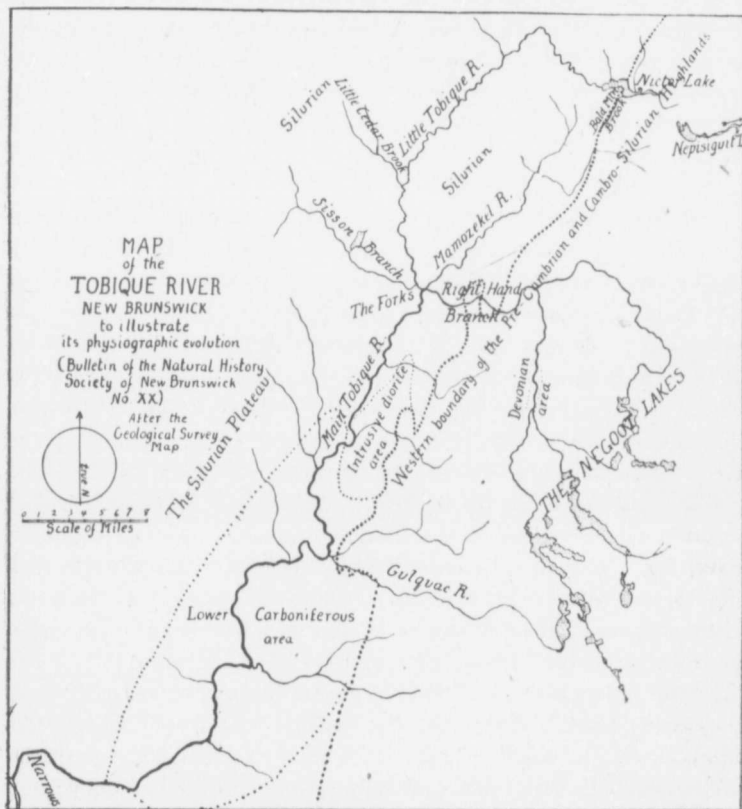 MAP
of the
TOBIQUE RIVER
NEW BRUNSWICK
to illustrate
its physiographic evolution
(Bulletin of the Natural History
Society of New Brunswick
No XX.)
After the
Geological Survey
Map
True N
0 1 2 3 4 5 6 7 8
Scale of Miles
Silurian
Little Cedar Brook
Little Tobique R.
Silurian
Nictor Lake
Bald Mtn
Brook
Nepisiguit L
Sisson Branch
Mamozekel R.
The Forks
Right Hand
Branch
Western boundary of the Pre-Cambrian and Cambro-Silurian Highlands
Main Tobique R.
Intrusive diorite
area
Devonian
area
THE NEGOOT LAKES
The Silurian Plateau
Gulquac R.
Lower Carboniferous
area
Narrows